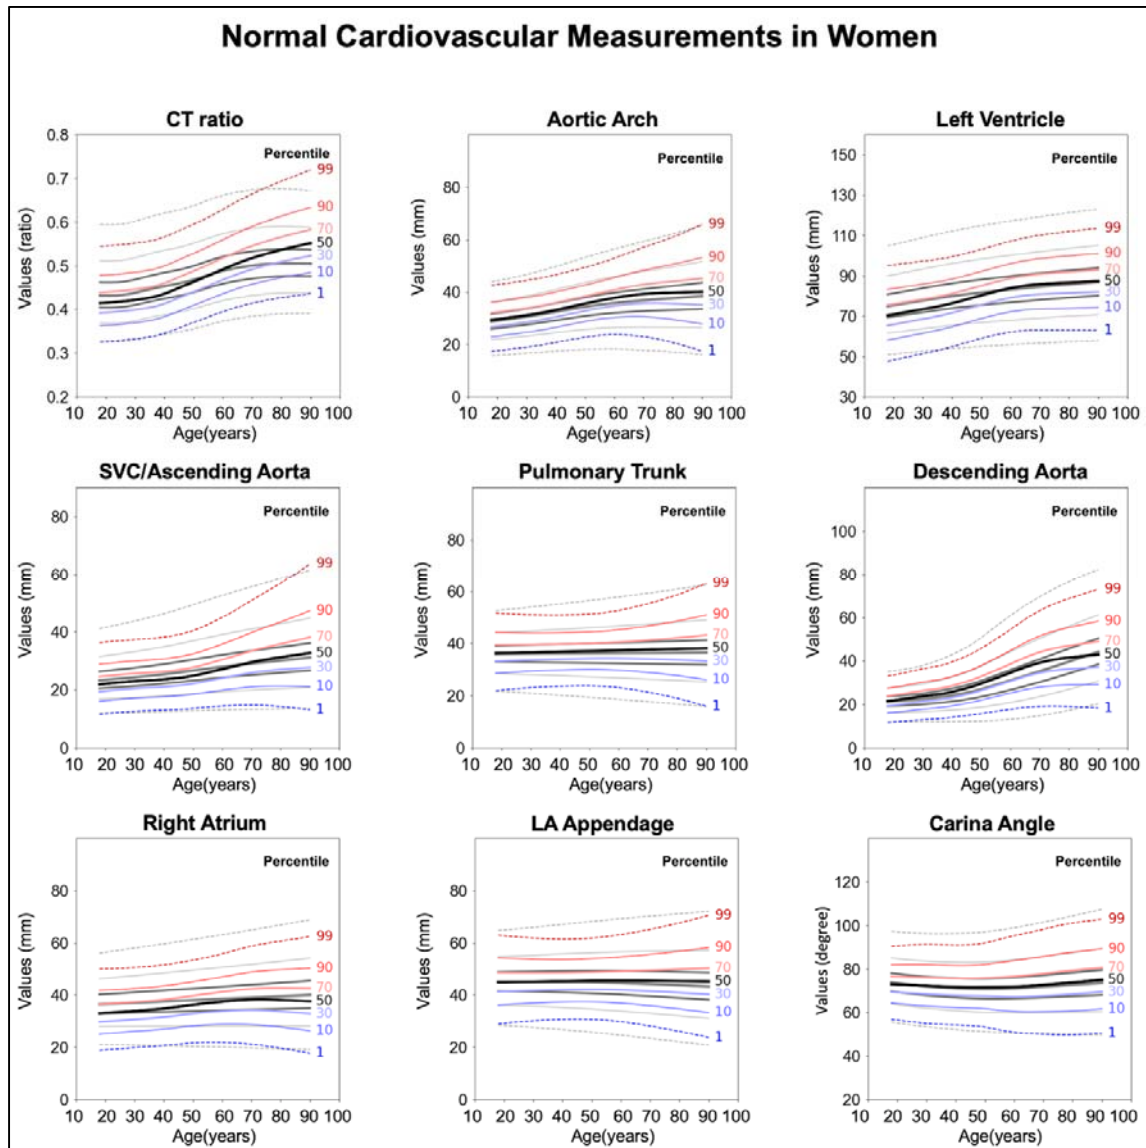 Normal Cardiovascular Measurements in Women
CT ratio
Values (ratio)
0.8
0.7
0.6
0.5
0.4
0.3
0.2
Percentile
99
90
70
50
30
10
1
10 20 30 40 50 60 70 80 90 100
Age(years)
Aortic Arch
Values (mm)
80
60
40
20
0
Percentile
99
90
70
50
30
10
1
10 20 30 40 50 60 70 80 90 100
Age(years)
Left Ventricle
Values (mm)
150
130
110
90
70
50
30
Percentile
99
90
70
50
30
10
1
10 20 30 40 50 60 70 80 90 100
Age(years)
SVC/Ascending Aorta
Values (mm)
80
60
40
20
0
Percentile
99
90
70
50
30
10
1
10 20 30 40 50 60 70 80 90 100
Age(years)
Pulmonary Trunk
Values (mm)
80
60
40
20
0
Percentile
99
90
70
50
30
10
1
10 20 30 40 50 60 70 80 90 100
Age(years)
Descending Aorta
Values (mm)
100
80
60
40
20
0
Percentile
99
90
70
50
30
10
1
10 20 30 40 50 60 70 80 90 100
Age(years)
Right Atrium
Values (mm)
80
60
40
20
0
Percentile
99
90
70
50
30
10
1
10 20 30 40 50 60 70 80 90 100
Age(years)
LA Appendage
Values (mm)
80
60
40
20
0
Percentile
99
90
70
50
30
10
1
10 20 30 40 50 60 70 80 90 100
Age(years)
Carina Angle
Values (degree)
120
100
80
60
40
20
Percentile
99
90
70
50
30
10
1
10 20 30 40 50 60 70 80 90 100
Age(years)